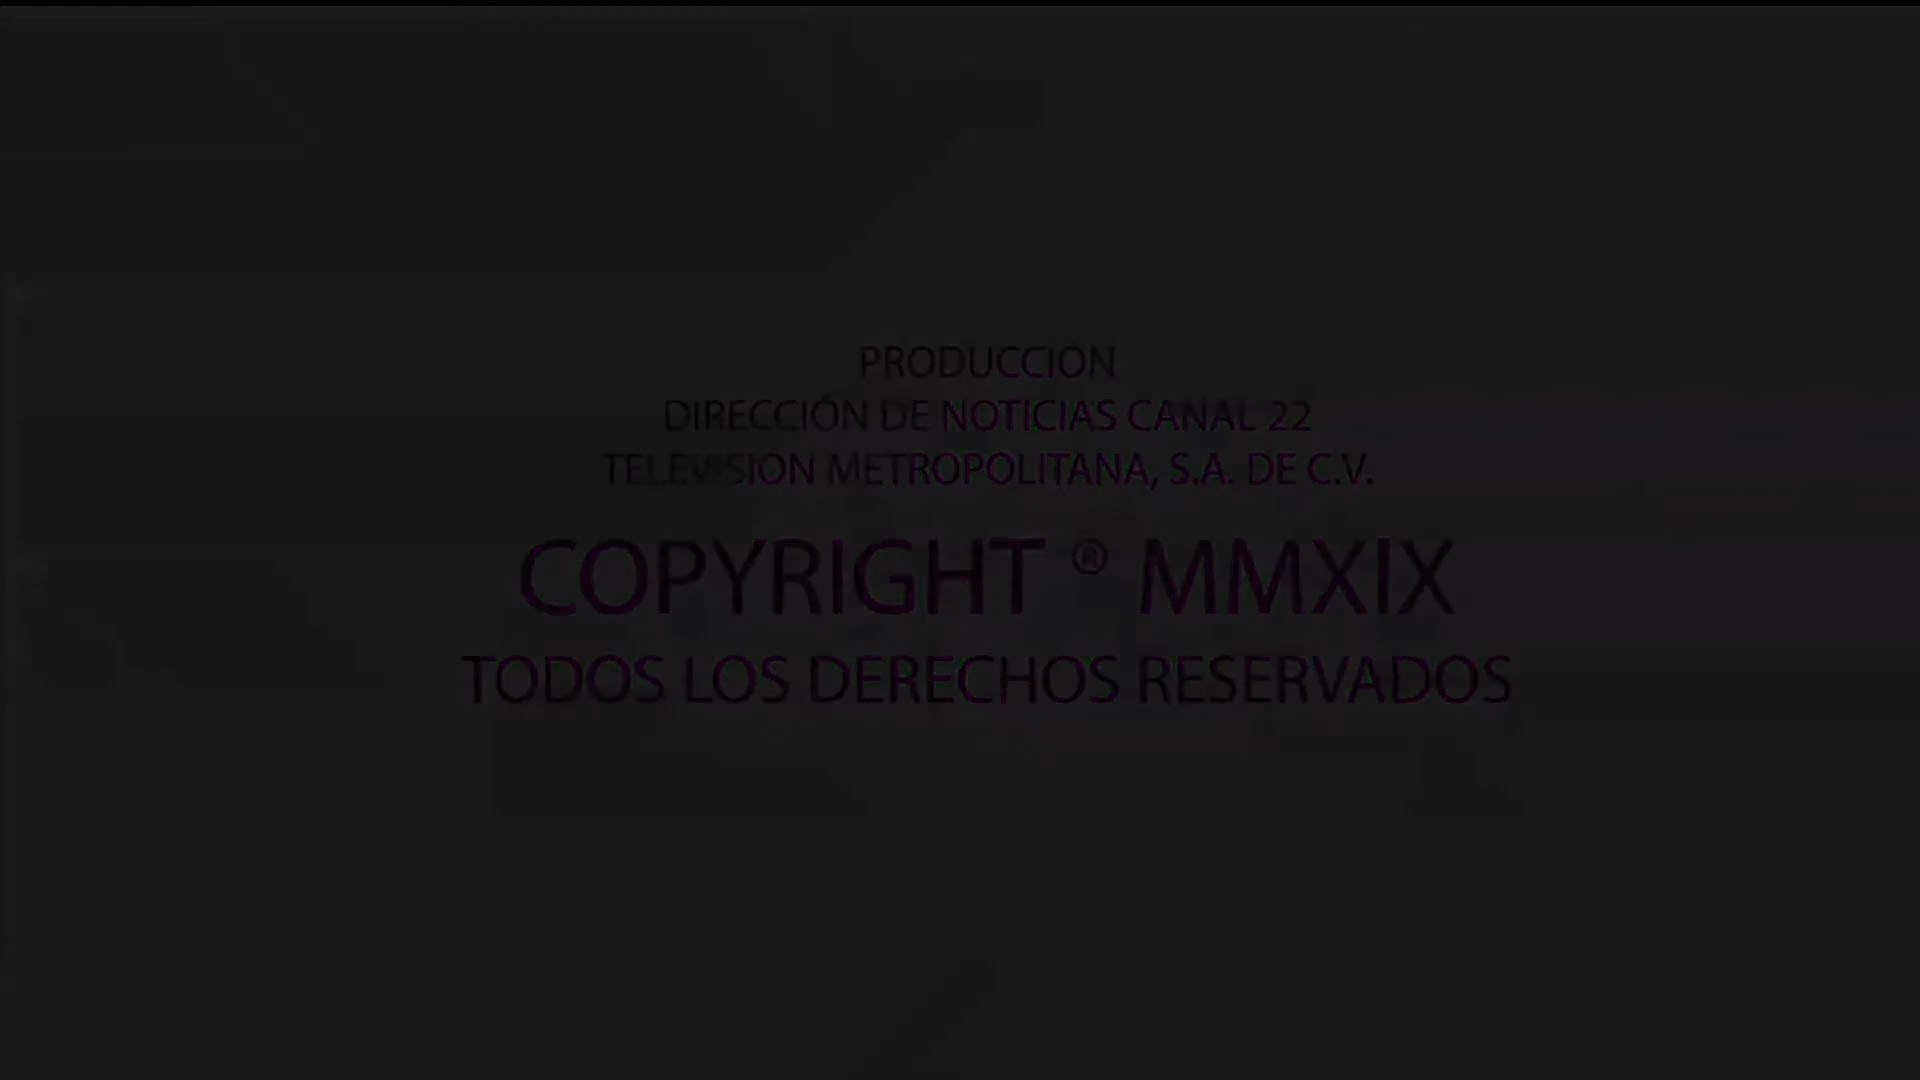 PRODUCCIÓN
DIRECCIÓN DE NOTICIAS CANAL 22
TELEVISIÓN METROPOLITANA, S.A. DE C.V.
COPYRIGHT ® MMXIX
TODOS LOS DERECHOS RESERVADOS